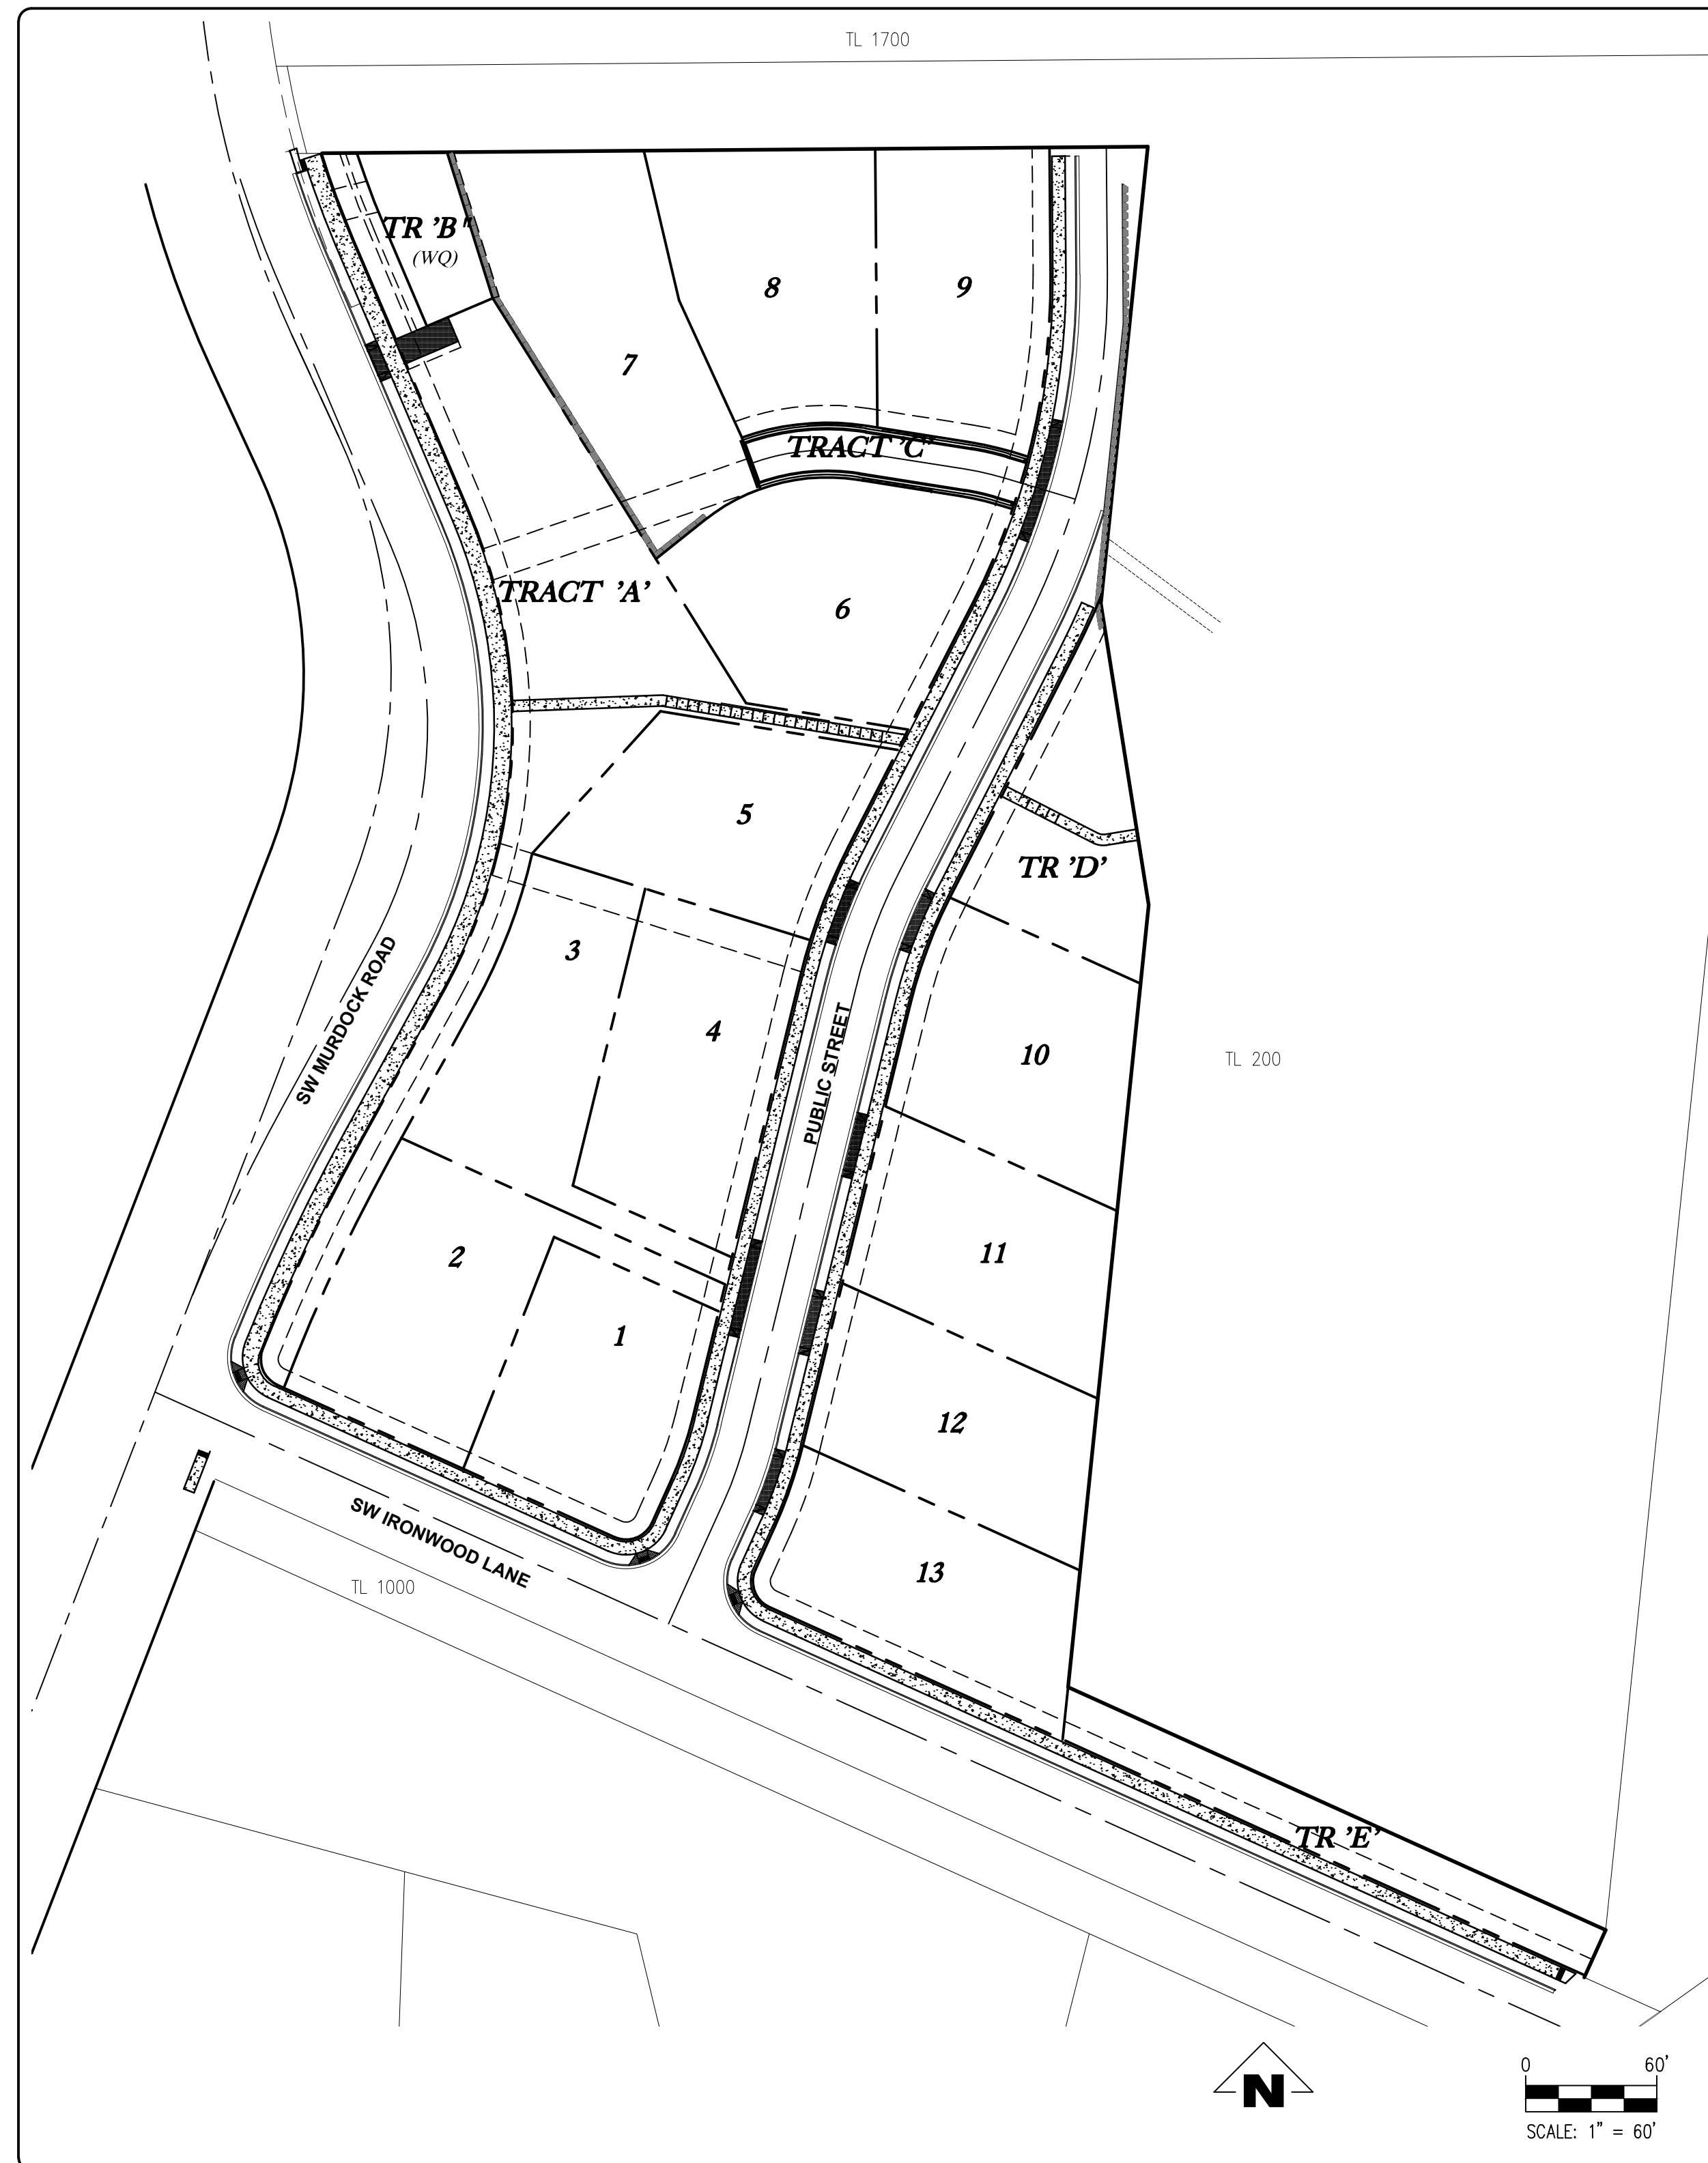 TL 1700
TR 'B"
(WQ)
8
9
7
TRACT 'C"
TRACT 'A'
6
5
TR 'D'
3
4
SW MURDOCK ROAD
PUBLIC STREET
10
TL 200
2
11
1
12
SW IRONWOOD LANE
13
TL 1000
TR 'E'
N
0 60'
SCALE: 1" = 60'